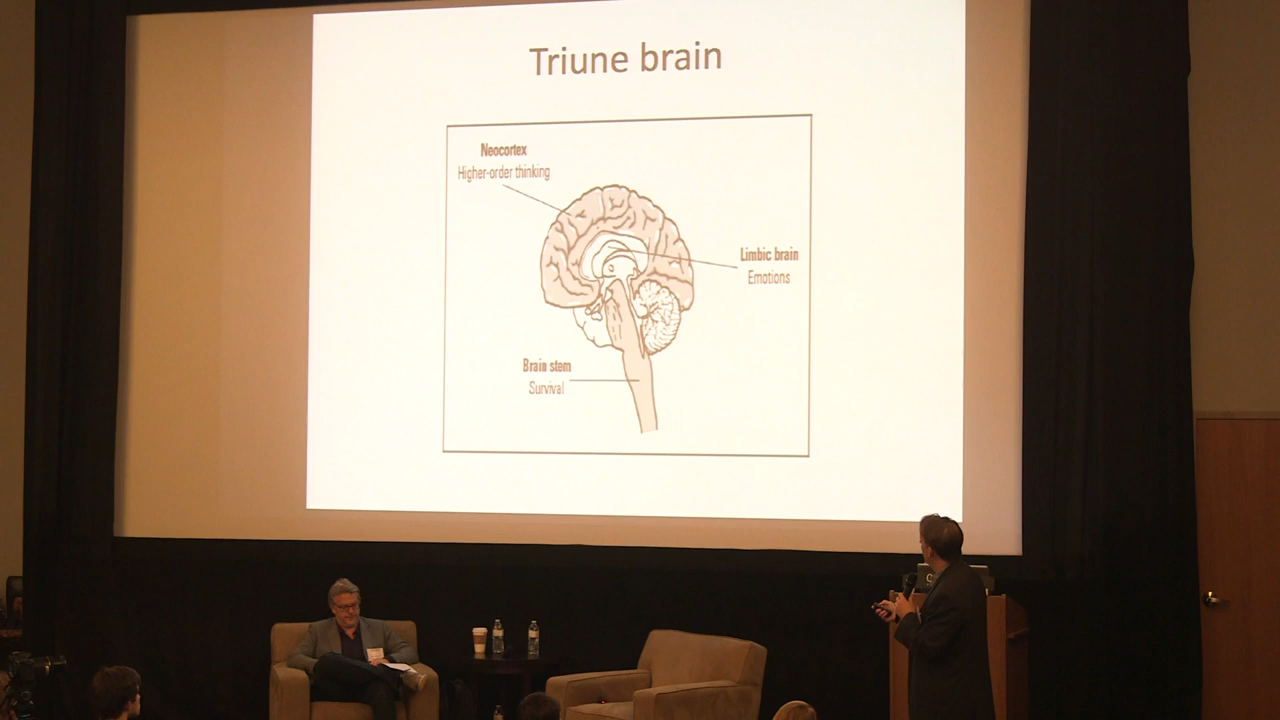 Triune brain
Neocortex
Higher-order thinking
Limbic brain
Emotions
Brain stem
Survival